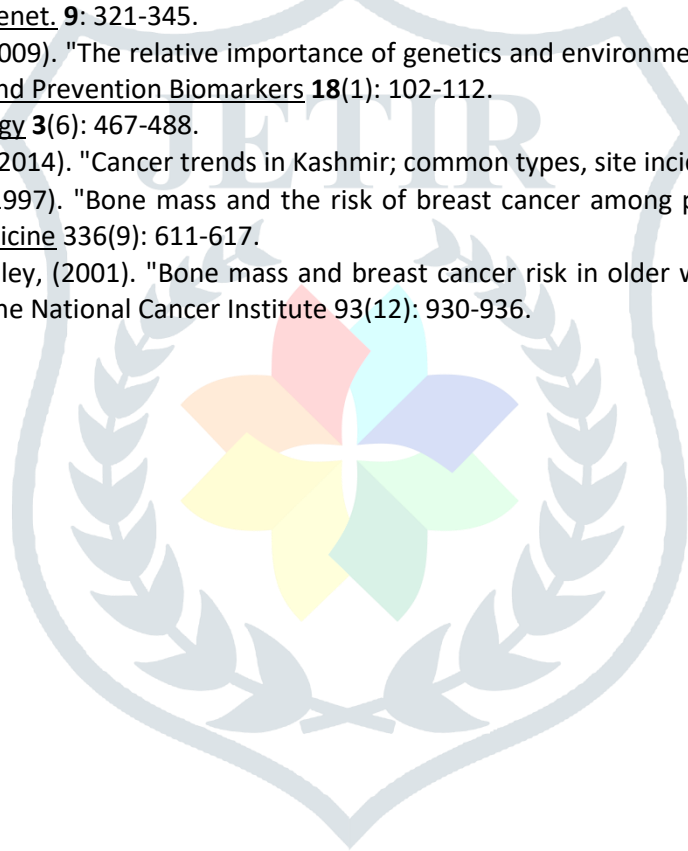 enet. 9: 321-345.
009). "The relative importance of genetics and environme
nd Prevention Biomarkers 18(1): 102-112.
gy 3(6): 467-488.
2014). "Cancer trends in Kashmir; common types, site incid
1997). "Bone mass and the risk of breast cancer among p
icine 336(9): 611-617.
ley, (2001). "Bone mass and breast cancer risk in older w
ne National Cancer Institute 93(12): 930-936.
JETIR